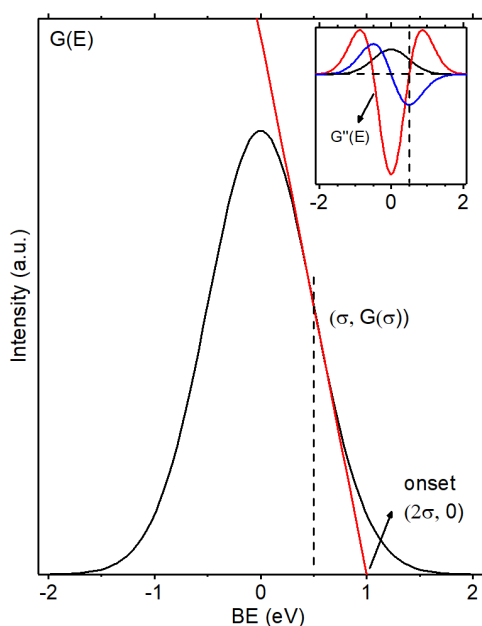 G(E)
G"(E)
-2 0 2
(σ, G(σ))
onset
(2σ, 0)
Intensity (a.u.)
-2 -1 0 1 2
BE (eV)